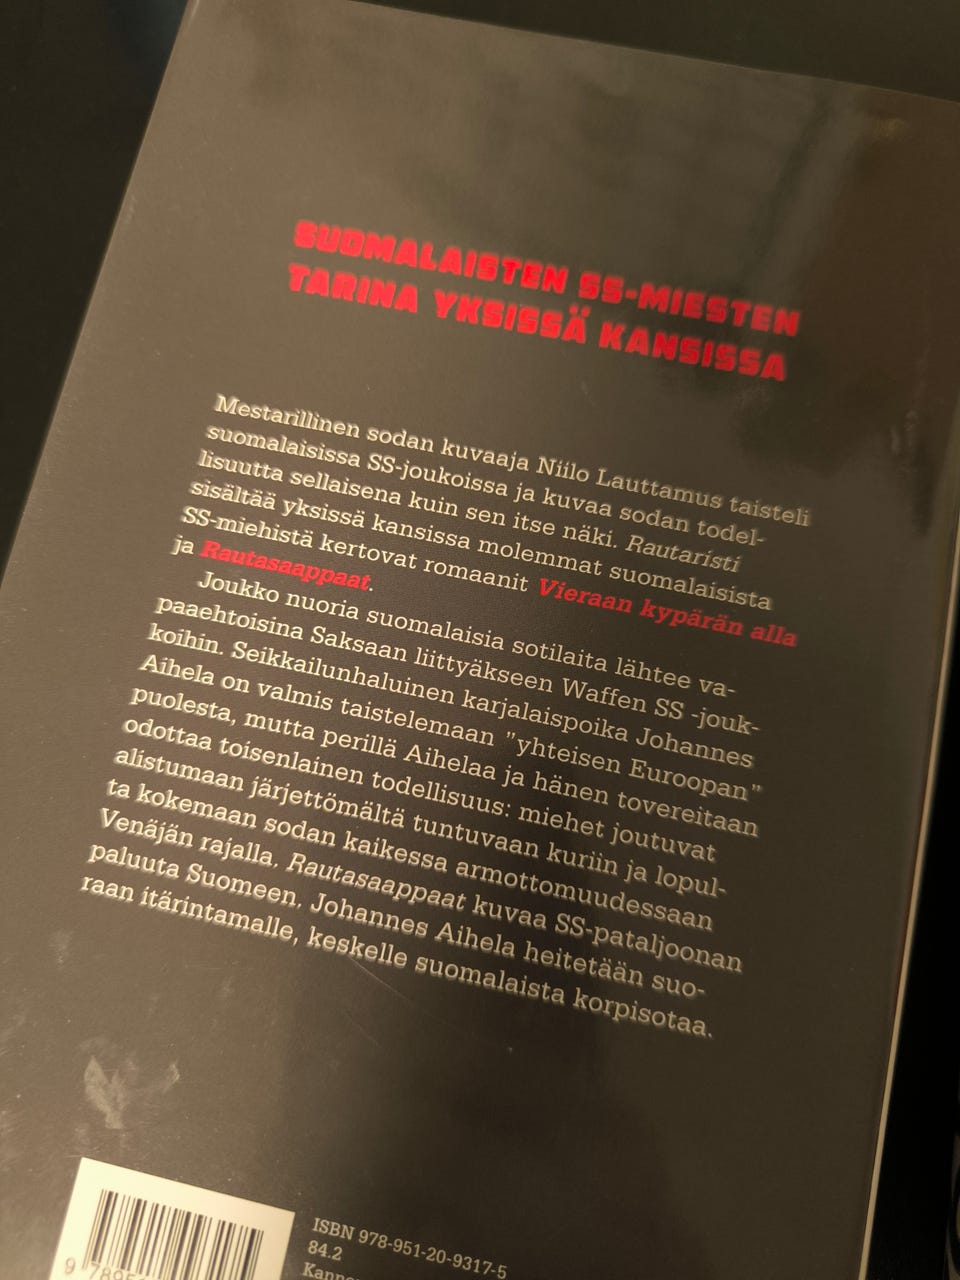 SUOMALAISTEN SS-MIESTEN
TARINA YKSISSÄ KANSISSA
Mestarillinen sodan kuvaaja Niilo Lauttamus taisteli
suomalaisissa SS-joukoissa ja kuvaa sodan todel-
lisuutta sellaisena kuin sen itse näki. Rautaristi
sisältää yksissä kansissa molemmat suomalaisista
SS-miehistä kertovat romaanit Vieraan kypärän alla
ja Rautasaappaat.
Joukko nuoria suomalaisia sotilaita lähtee va-
paaehtoisina Saksaan liittyäkseen Waffen SS -jouk-
koihin. Seikkailunhaluinen karjalaispoika Johannes
Aihela on valmis taistelemaan ”yhteisen Euroopan”
puolesta, mutta perillä Aihelaa ja hänen tovereitaan
odottaa toisenlainen todellisuus: miehet joutuvat
alistumaan järjettömältä tuntuvaan kuriin ja lopul-
ta kokemaan sodan kaikessa armottomuudessaan
Venäjän rajalla. Rautasaappaat kuvaa SS-pataljoonan
paluuta Suomeen. Johannes Aihela heitetään suo-
raan itärintamalle, keskelle suomalaista korpisotaa.
ISBN 978-951-20-9317-5
84.2